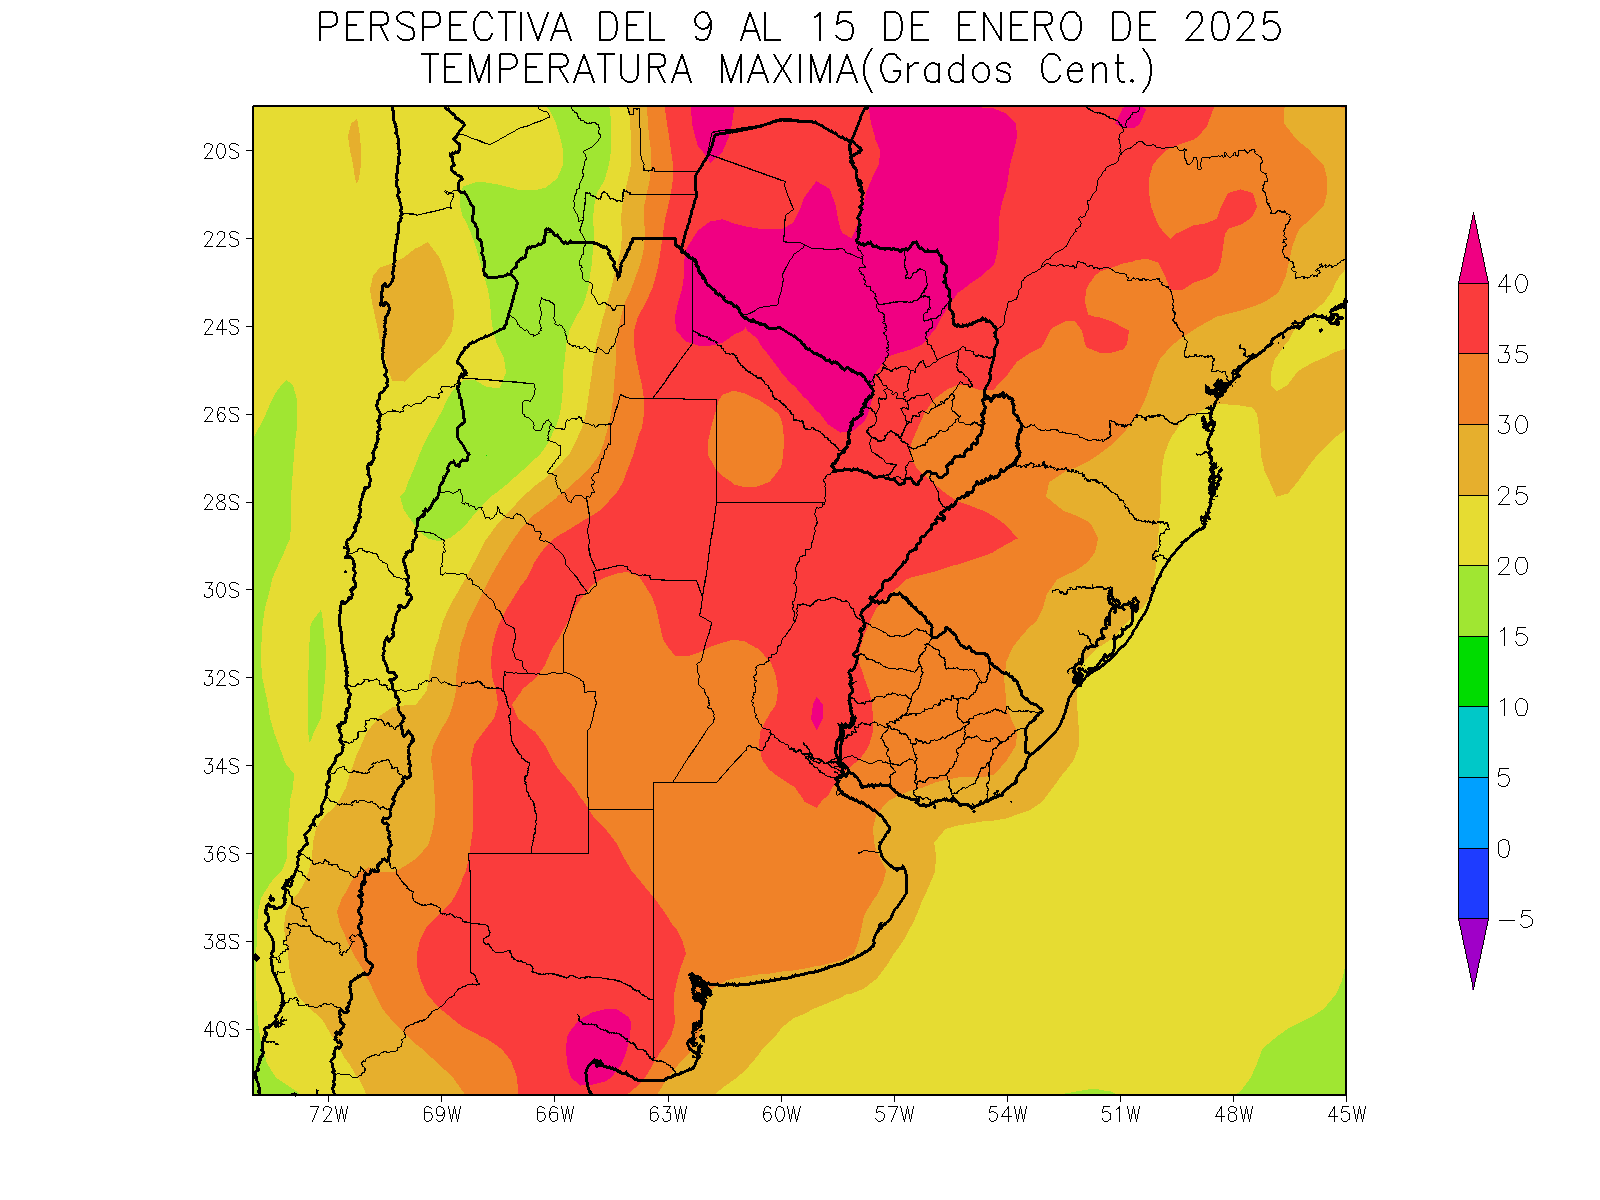 PERSPECTIVA DEL 9 AL 15 DE ENERO DE 2025
TEMPERATURA MAXIMA(Grados Cent.)
20S
22S
24S
26S
28S
30S
32S
34S
36S
38S
40S
72W 69W 66W 63W 60W 57W 54W 51W 48W 45W
40
35
30
25
20
15
10
5
0
−5